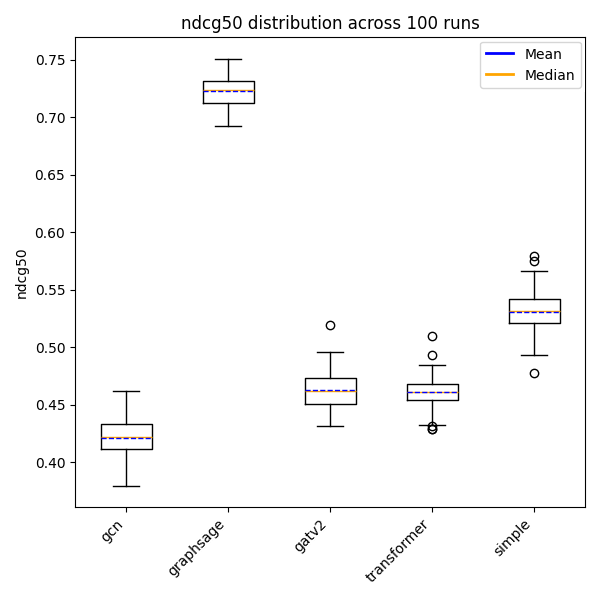 ndcg50 distribution across 100 runs
Mean
Median
ndcg50
0.75
0.70
0.65
0.60
0.55
0.50
0.45
0.40
gcn
graphsage
gatv2
transformer
simple